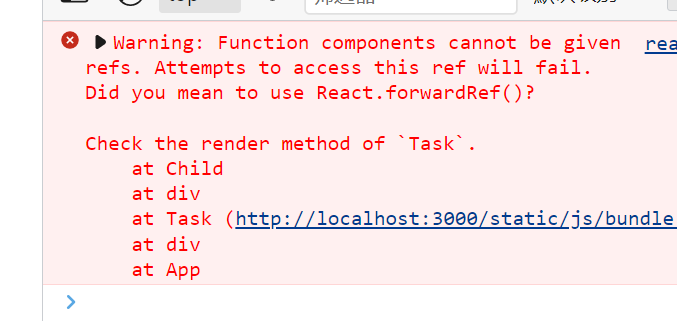 top
Warning: Function components cannot be given
rea
refs. Attempts to access this ref will fail.
Did you mean to use React.forwardRef()?
Check the render method of `Task`.
at Child
at div
at Task (http://localhost:3000/static/js/bundle
at div
at App